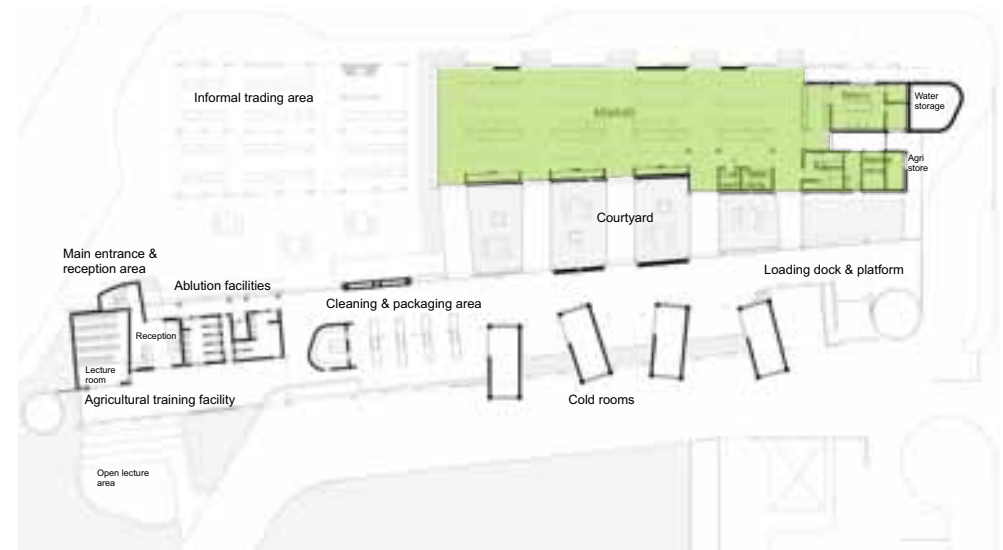 Informal trading area
Market
Water
storage
Agri
store
Courtyard
Main entrance &
reception area
Ablution facilities
Loading dock & platform
Cleaning & packaging area
Reception
Lecture
room
Agricultural training facility
Cold rooms
Open lecture
area